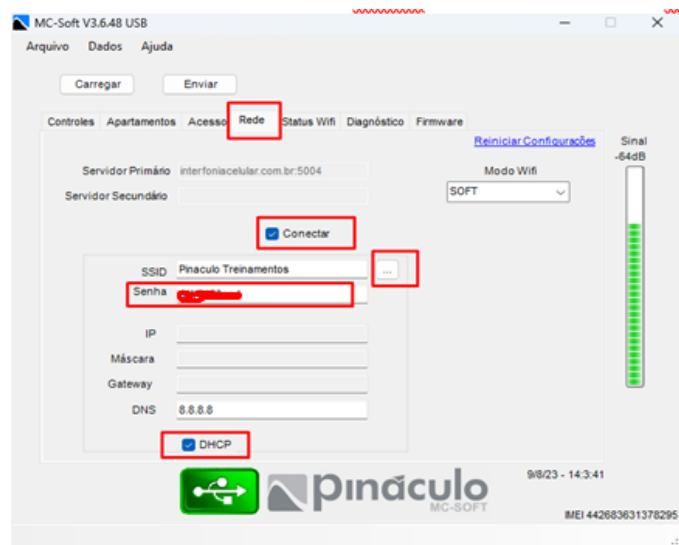 MC-Soft V3.6.48 USB
Arquivo Dados Ajuda
Carregar Enviar
Controles Apartamentos Acesso Rede Status Wifi Diagnóstico Firmware
Reiniciar Configurações
Sinal
-64dB
Servidor Primário interfoniacelular.com.br:5004
Modo Wifi
Servidor Secundário
SOFT
Conectar
SSID Pinaculo Treinamentos ...
Senha
IP
Máscara
Gateway
DNS 8.8.8.8
DHCP
pináculo
MC-SOFT
9/8/23 - 14:3:41
IMEI 442683631378295